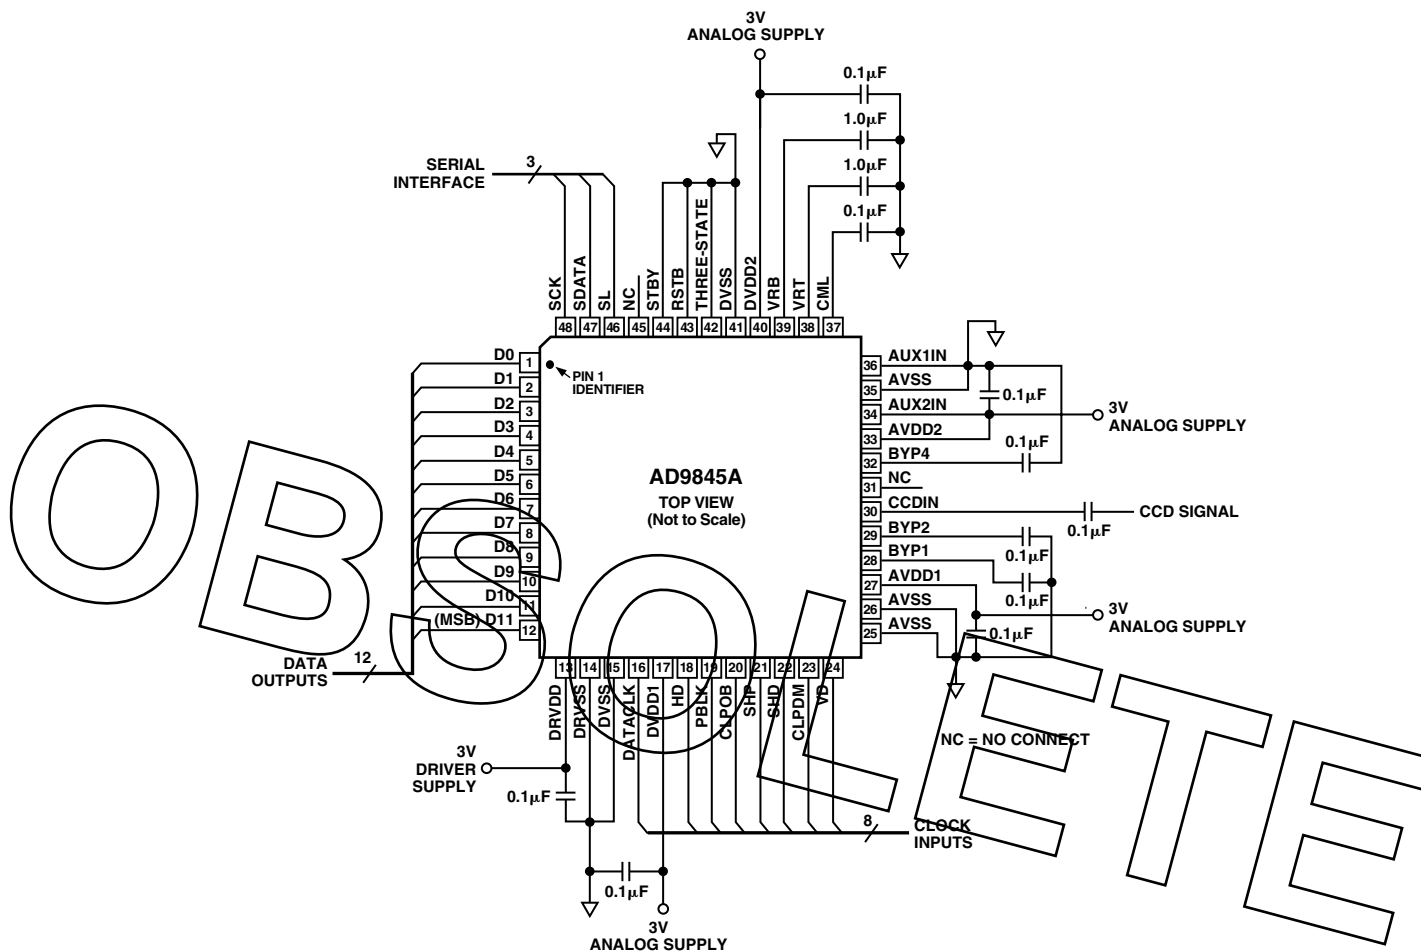 3V
ANALOG SUPPLY
0.1µF
1.0µF
1.0µF
0.1µF
SERIAL
INTERFACE
3
SCK
SDATA
SL
NC
STBY
RSTB
THREE-STATE
DVSS
DVDD2
VRB
VRT
CML
48 47 46 45 44 43 42 41 40 39 38 37
D0 1
D1 2
D2 3
D3 4
D4 5
D5 6
D6 7
D7 8
D8 9
D9 10
D10 11
(MSB) D11 12
DATA
OUTPUTS
12
PIN 1
IDENTIFIER
AD9845A
TOP VIEW
(Not to Scale)
36 AUX1IN
35 AVSS
34 AUX2IN
33 AVDD2
32 BYP4
31 NC
30 CCDIN
29 BYP2
28 BYP1
27 AVDD1
26 AVSS
25 AVSS
0.1µF
3V
ANALOG SUPPLY
0.1µF
0.1µF
CCD SIGNAL
0.1µF
0.1µF
3V
ANALOG SUPPLY
0.1µF
13 14 15 16 17 18 19 20 21 22 23 24
DRVDD
DRVSS
DVSS
DATACLK
DVDD1
HD
PBLK
CLPOB
SHP
SHD
CLPDM
VD
NC = NO CONNECT
3V
DRIVER
SUPPLY
0.1µF
8
CLOCK
INPUTS
0.1µF
3V
ANALOG SUPPLY
OBSOLETE